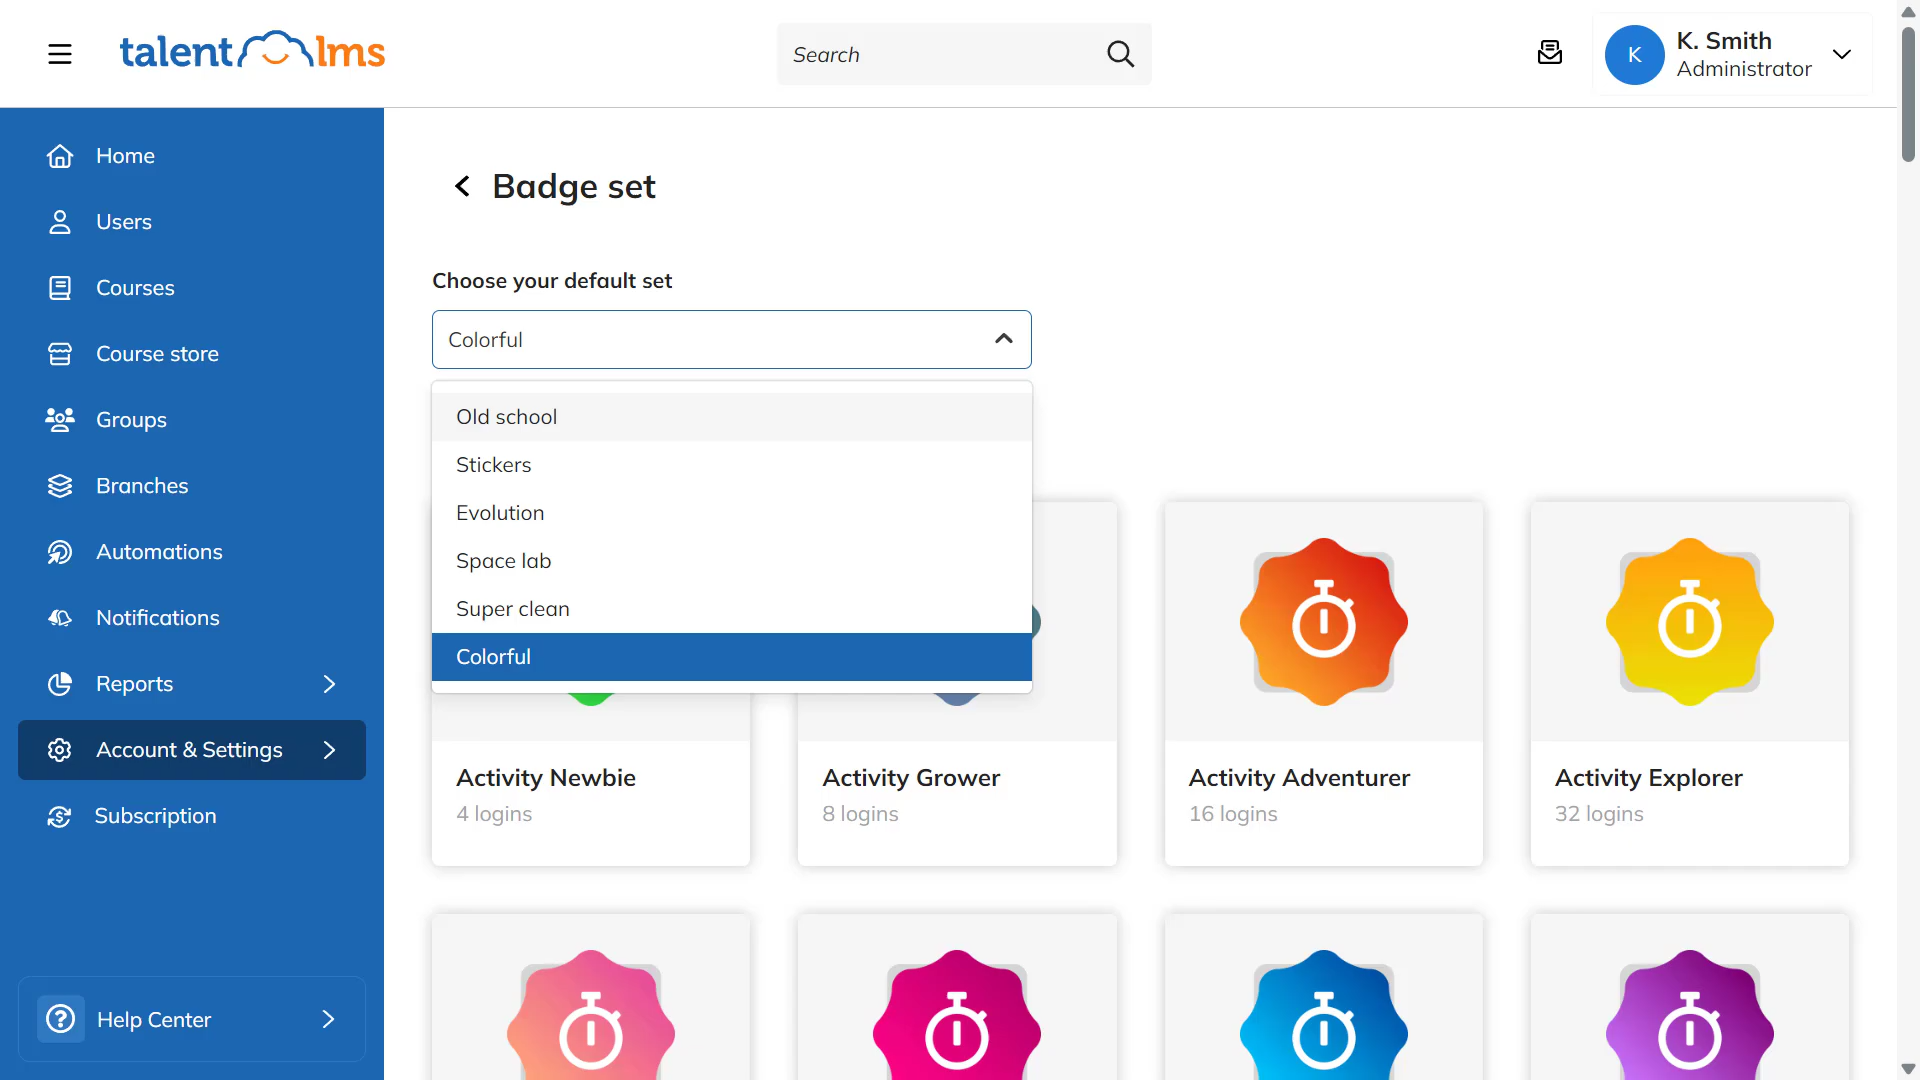 talentlms
Search
K
K. Smith
Administrator
Home
Users
Courses
Course store
Groups
Branches
Automations
Notifications
Reports
Account & Settings
Subscription
Help Center
Badge set
Choose your default set
Colorful
Old school
Stickers
Evolution
Space lab
Super clean
Colorful
Activity Newbie
4 logins
Activity Grower
8 logins
Activity Adventurer
16 logins
Activity Explorer
32 logins